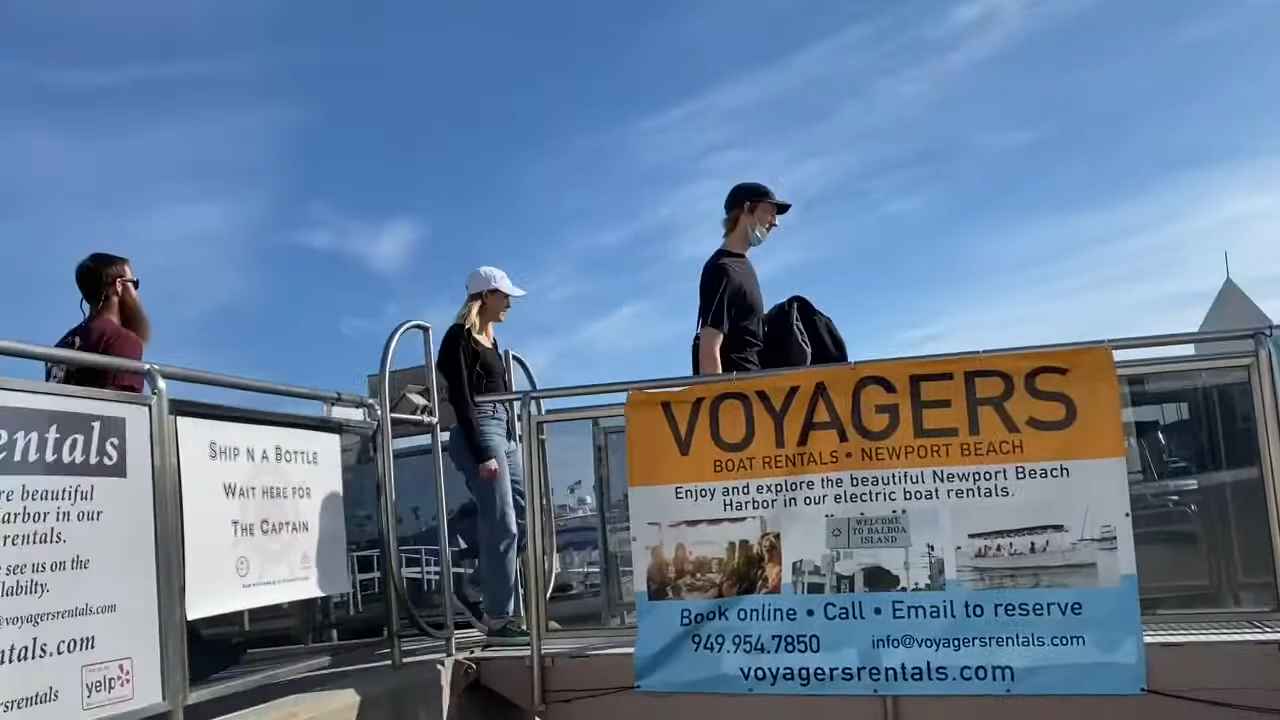 entals
re beautiful
Harbor in our
rentals.
see us on the
labilty.
@voyagersrentals.com
tals.com
ersrentals
yelp
SHIP N A BOTTLE
WAIT HERE FOR
THE CAPTAIN
VOYAGERS
BOAT RENTALS • NEWPORT BEACH
Enjoy and explore the beautiful Newport Beach
Harbor in our electric boat rentals.
WELCOME
TO BALBOA
ISLAND
Book online • Call • Email to reserve
949.954.7850 info@voyagersrentals.com
voyagersrentals.com